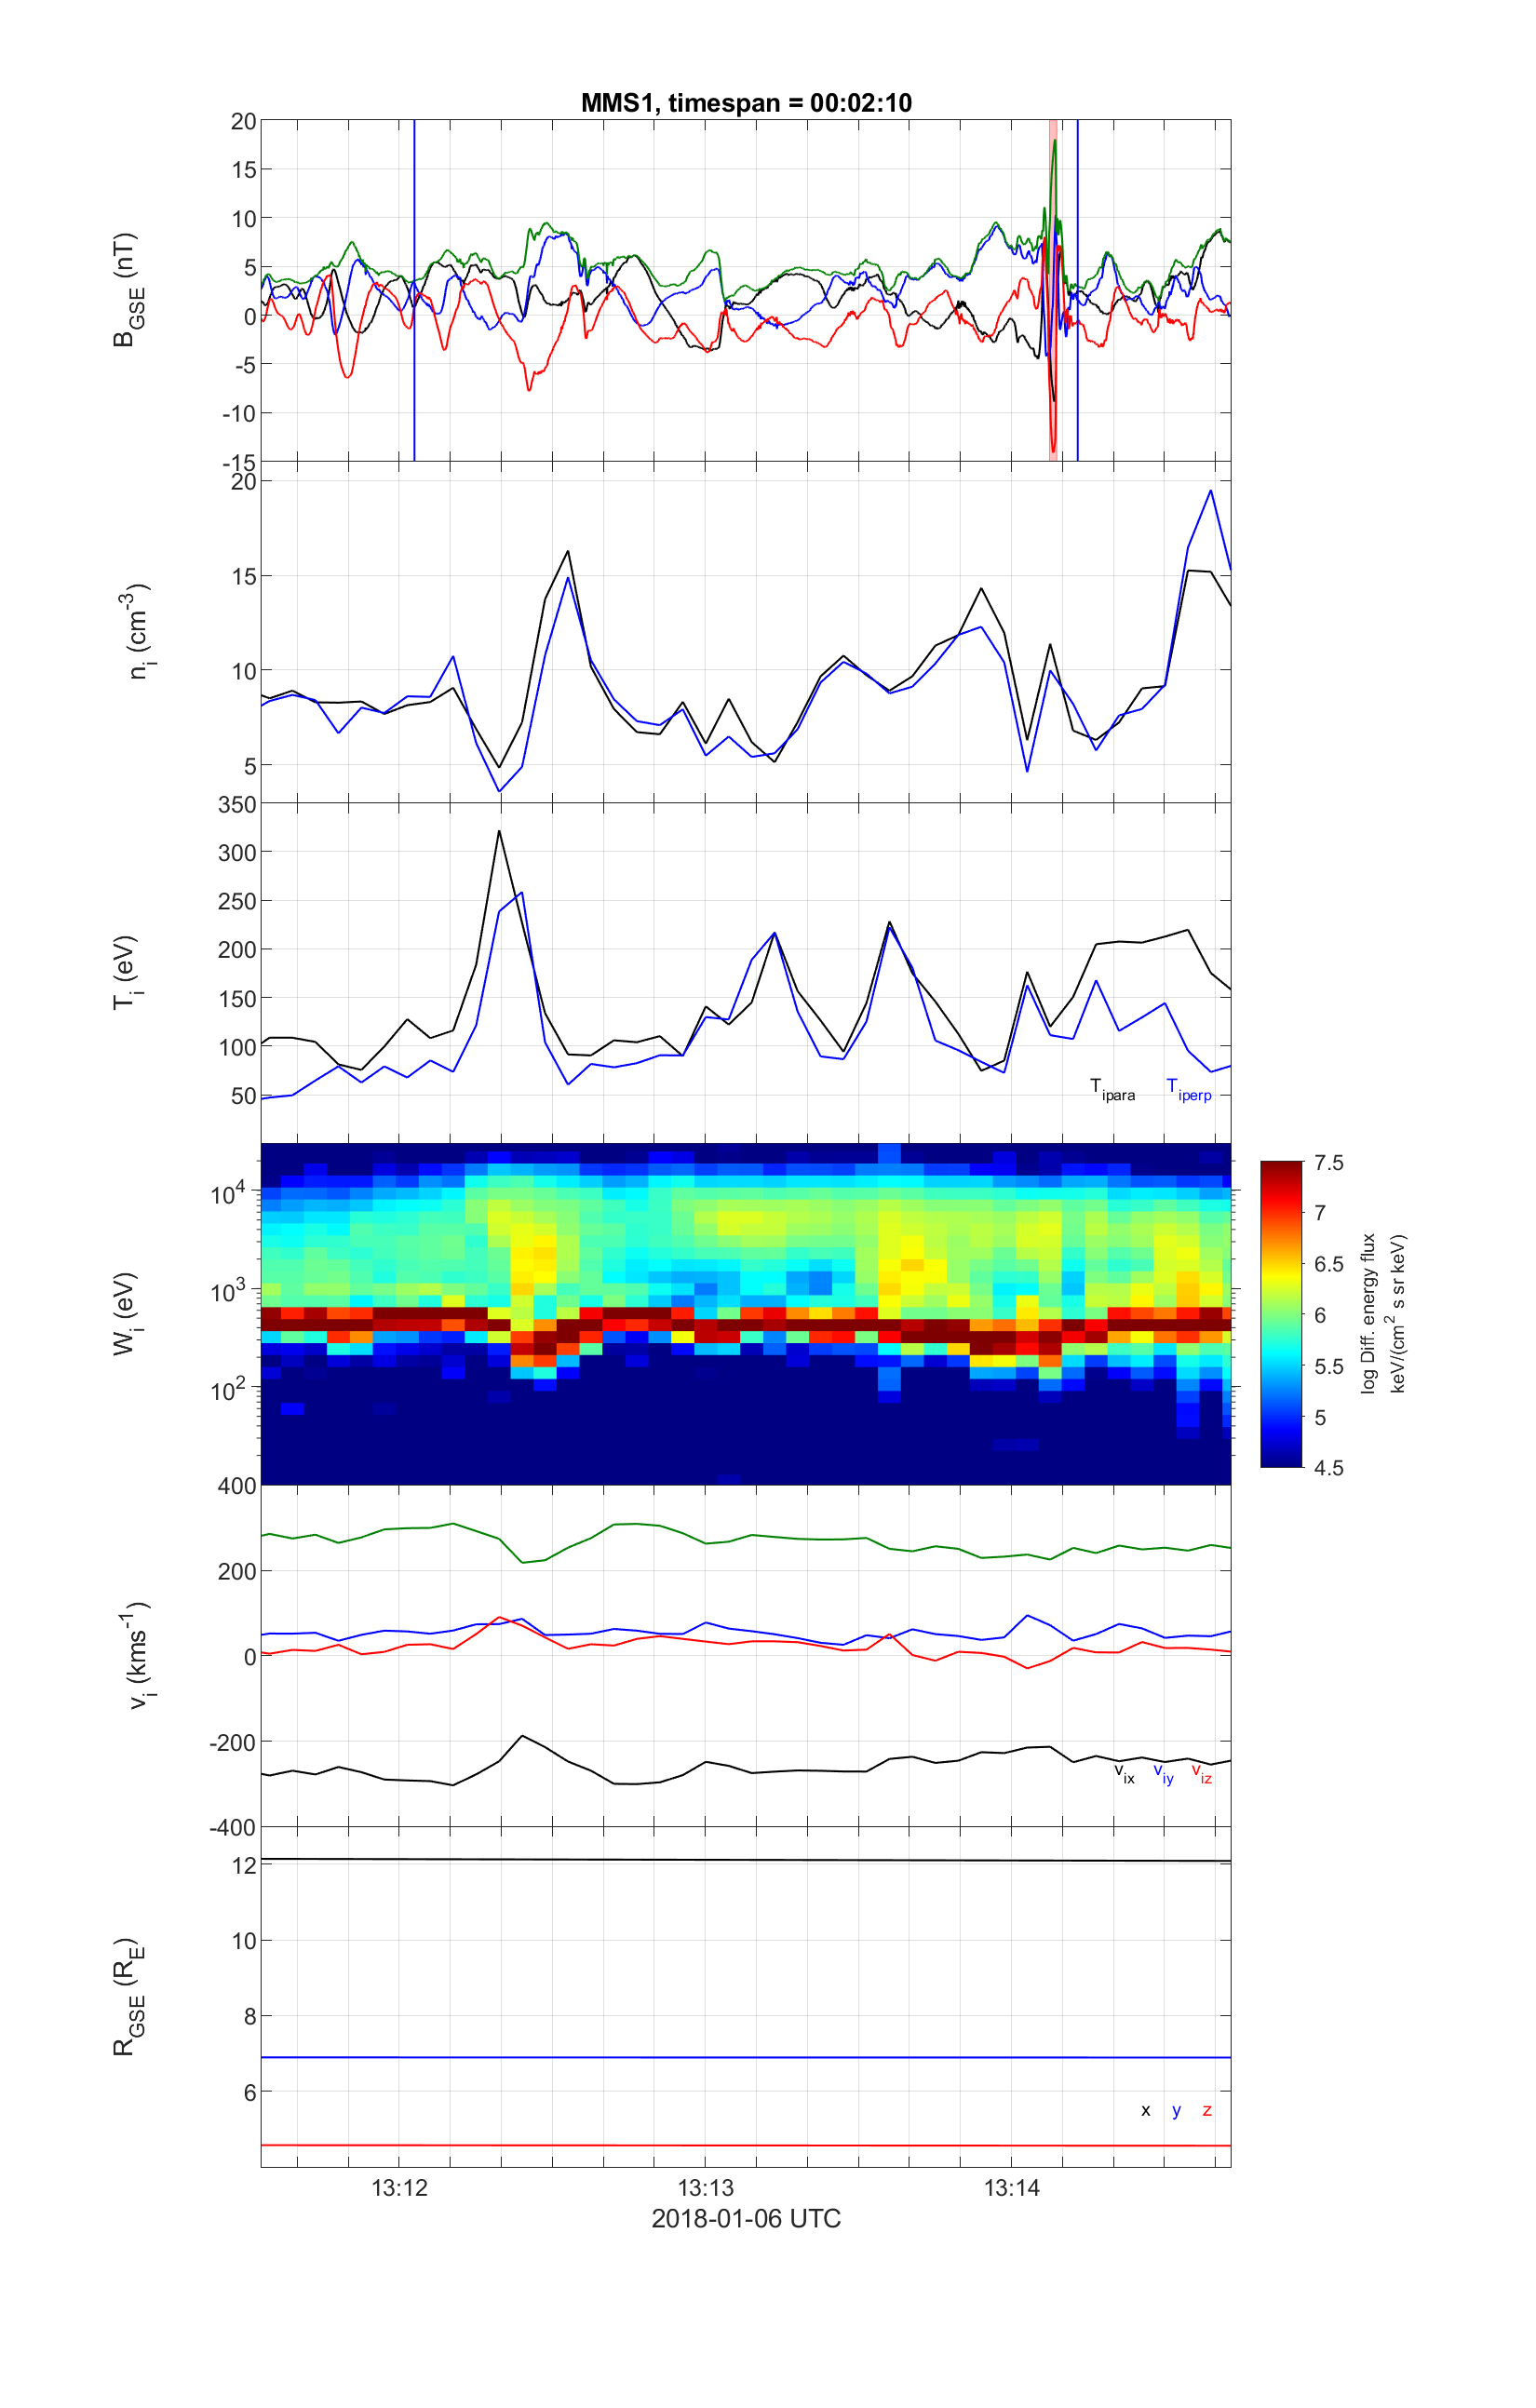 MMS1, timespan = 00:02:10
20
15
10
5
0
-5
-10
-15
B_GSE (nT)
20
15
10
5
n_i (cm^-3)
350
300
250
200
150
100
50
T_i (eV)
T_ipara T_iperp
10^4
10^3
10^2
W_i (eV)
7.5
7
6.5
6
5.5
5
4.5
log Diff. energy flux
keV/(cm^2 s sr keV)
400
200
0
-200
-400
v_i (kms^-1)
v_ix v_iy v_iz
12
10
8
6
R_GSE (R_E)
x y z
13:12 13:13 13:14
2018-01-06 UTC